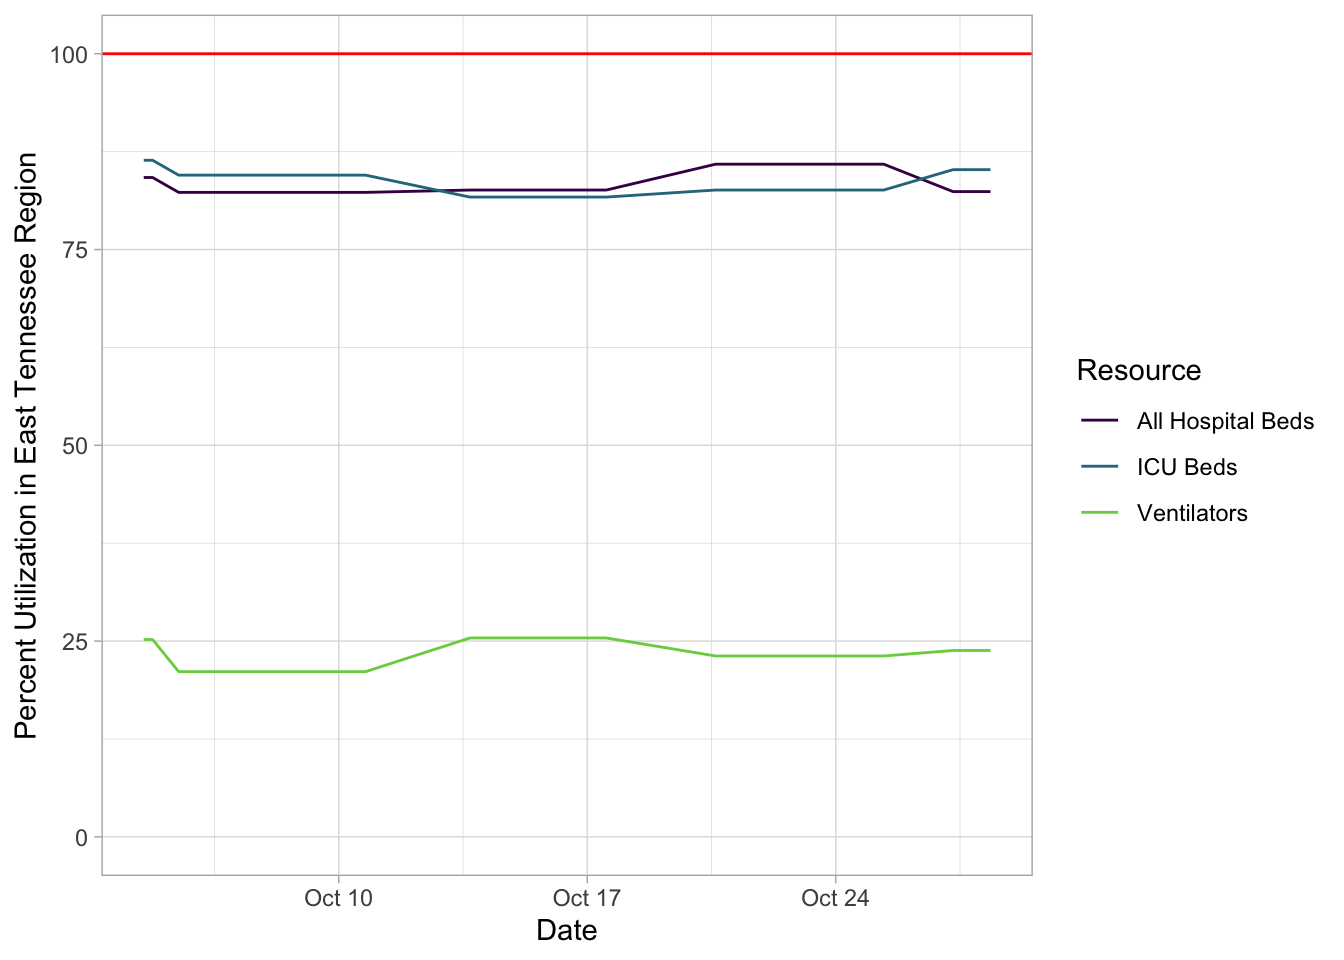 Percent Utilization in East Tennessee Region
100
75
50
25
0
Oct 10
Oct 17
Oct 24
Date
Resource
All Hospital Beds
ICU Beds
Ventilators